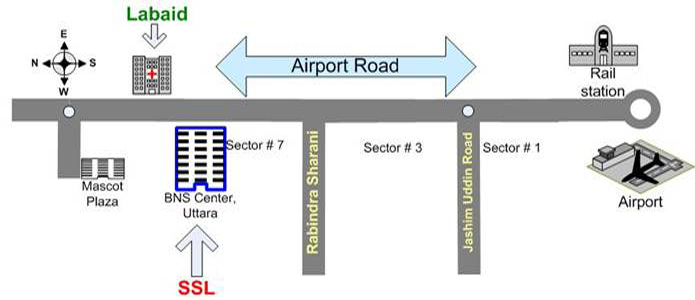 Labaid
E
N
S
W
Airport Road
Rail
station
Sector # 7
Rabindra Sharani
Sector # 3
Jashim Uddin Road
Sector # 1
Mascot
Plaza
BNS Center,
Uttara
Airport
SSL